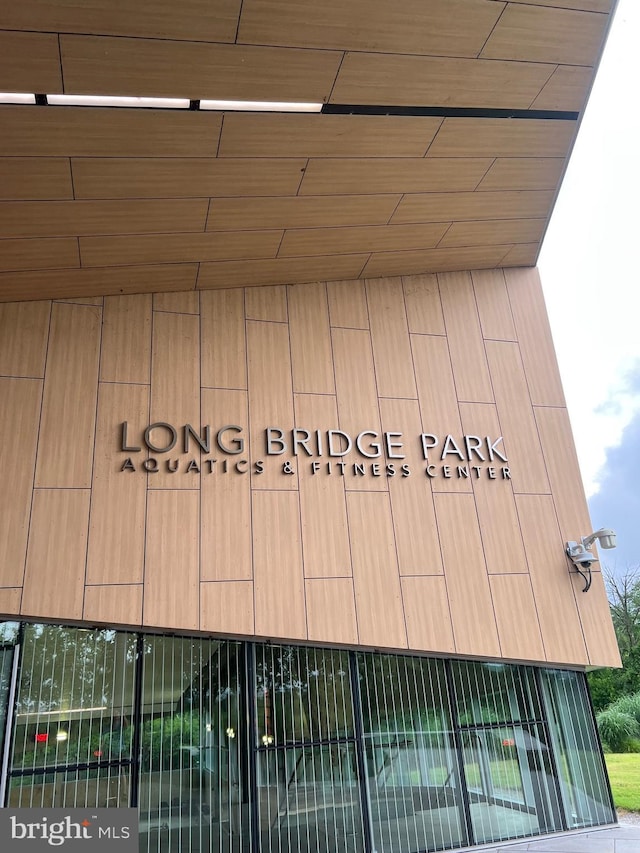 LONG BRIDGE PARK
AQUATICS & FITNESS CENTER
bright MLS